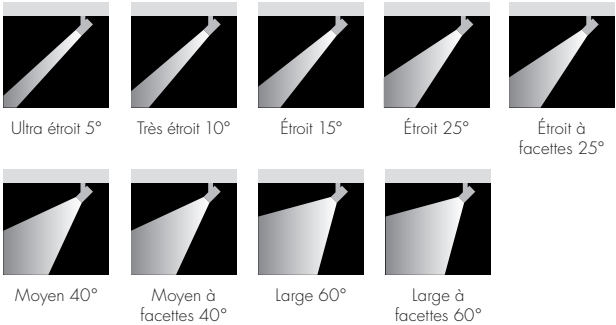 Ultra étroit 5°
Très étroit 10°
Étroit 15°
Étroit 25°
Étroit à
facettes 25°
Moyen 40°
Moyen à
facettes 40°
Large 60°
Large à
facettes 60°